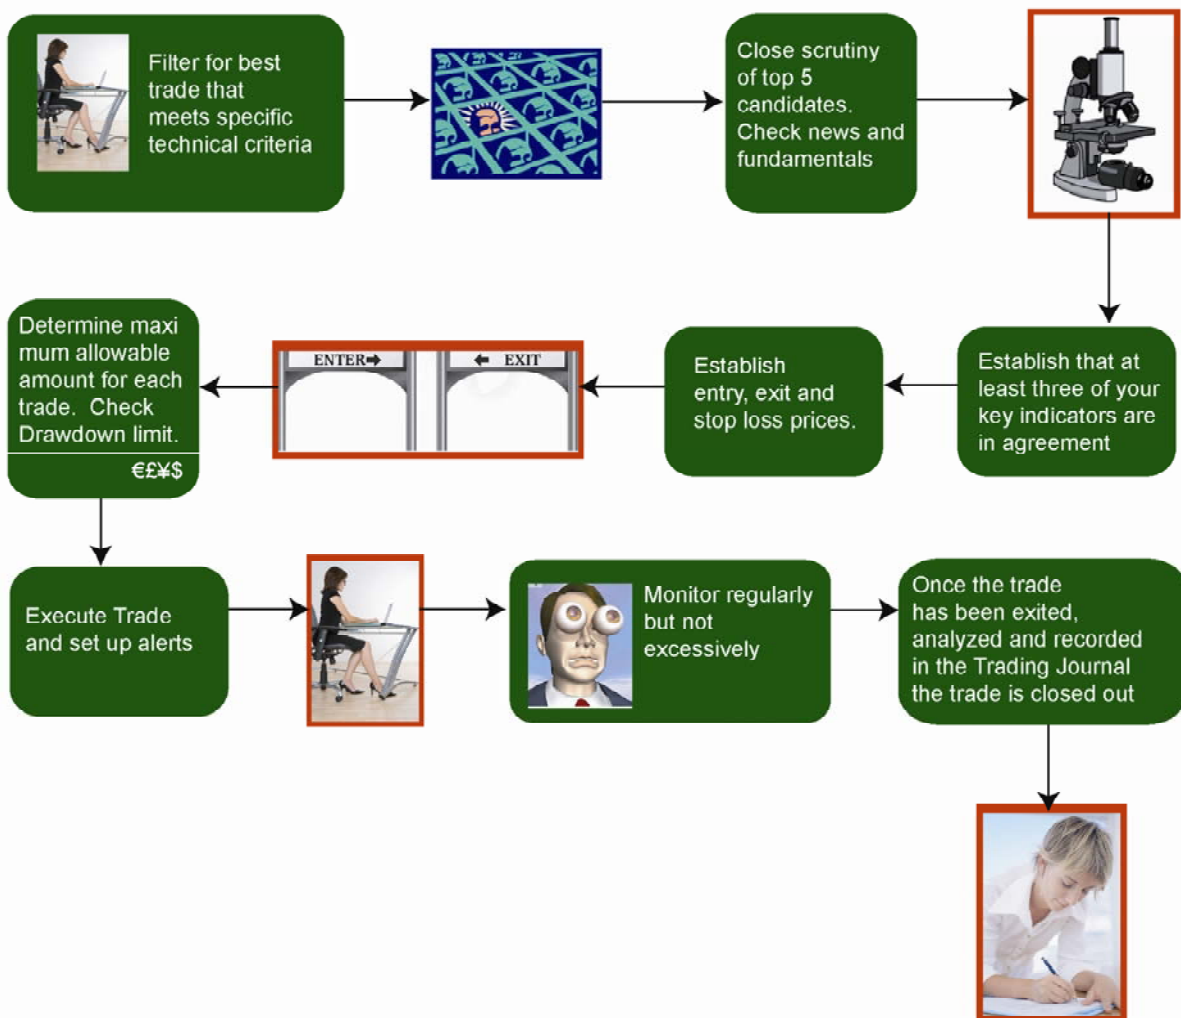 Filter for best
trade that
meets specific
technical criteria
Close scrutiny
of top 5
candidates.
Check news and
fundamentals
Establish that at
least three of your
key indicators are
in agreement
Establish
entry, exit and
stop loss prices.
ENTER
EXIT
Determine maxi
mum allowable
amount for each
trade. Check
Drawdown limit.
€£¥$
Execute Trade
and set up alerts
Monitor regularly
but not
excessively
Once the trade
has been exited,
analyzed and recorded
in the Trading Journal
the trade is closed out